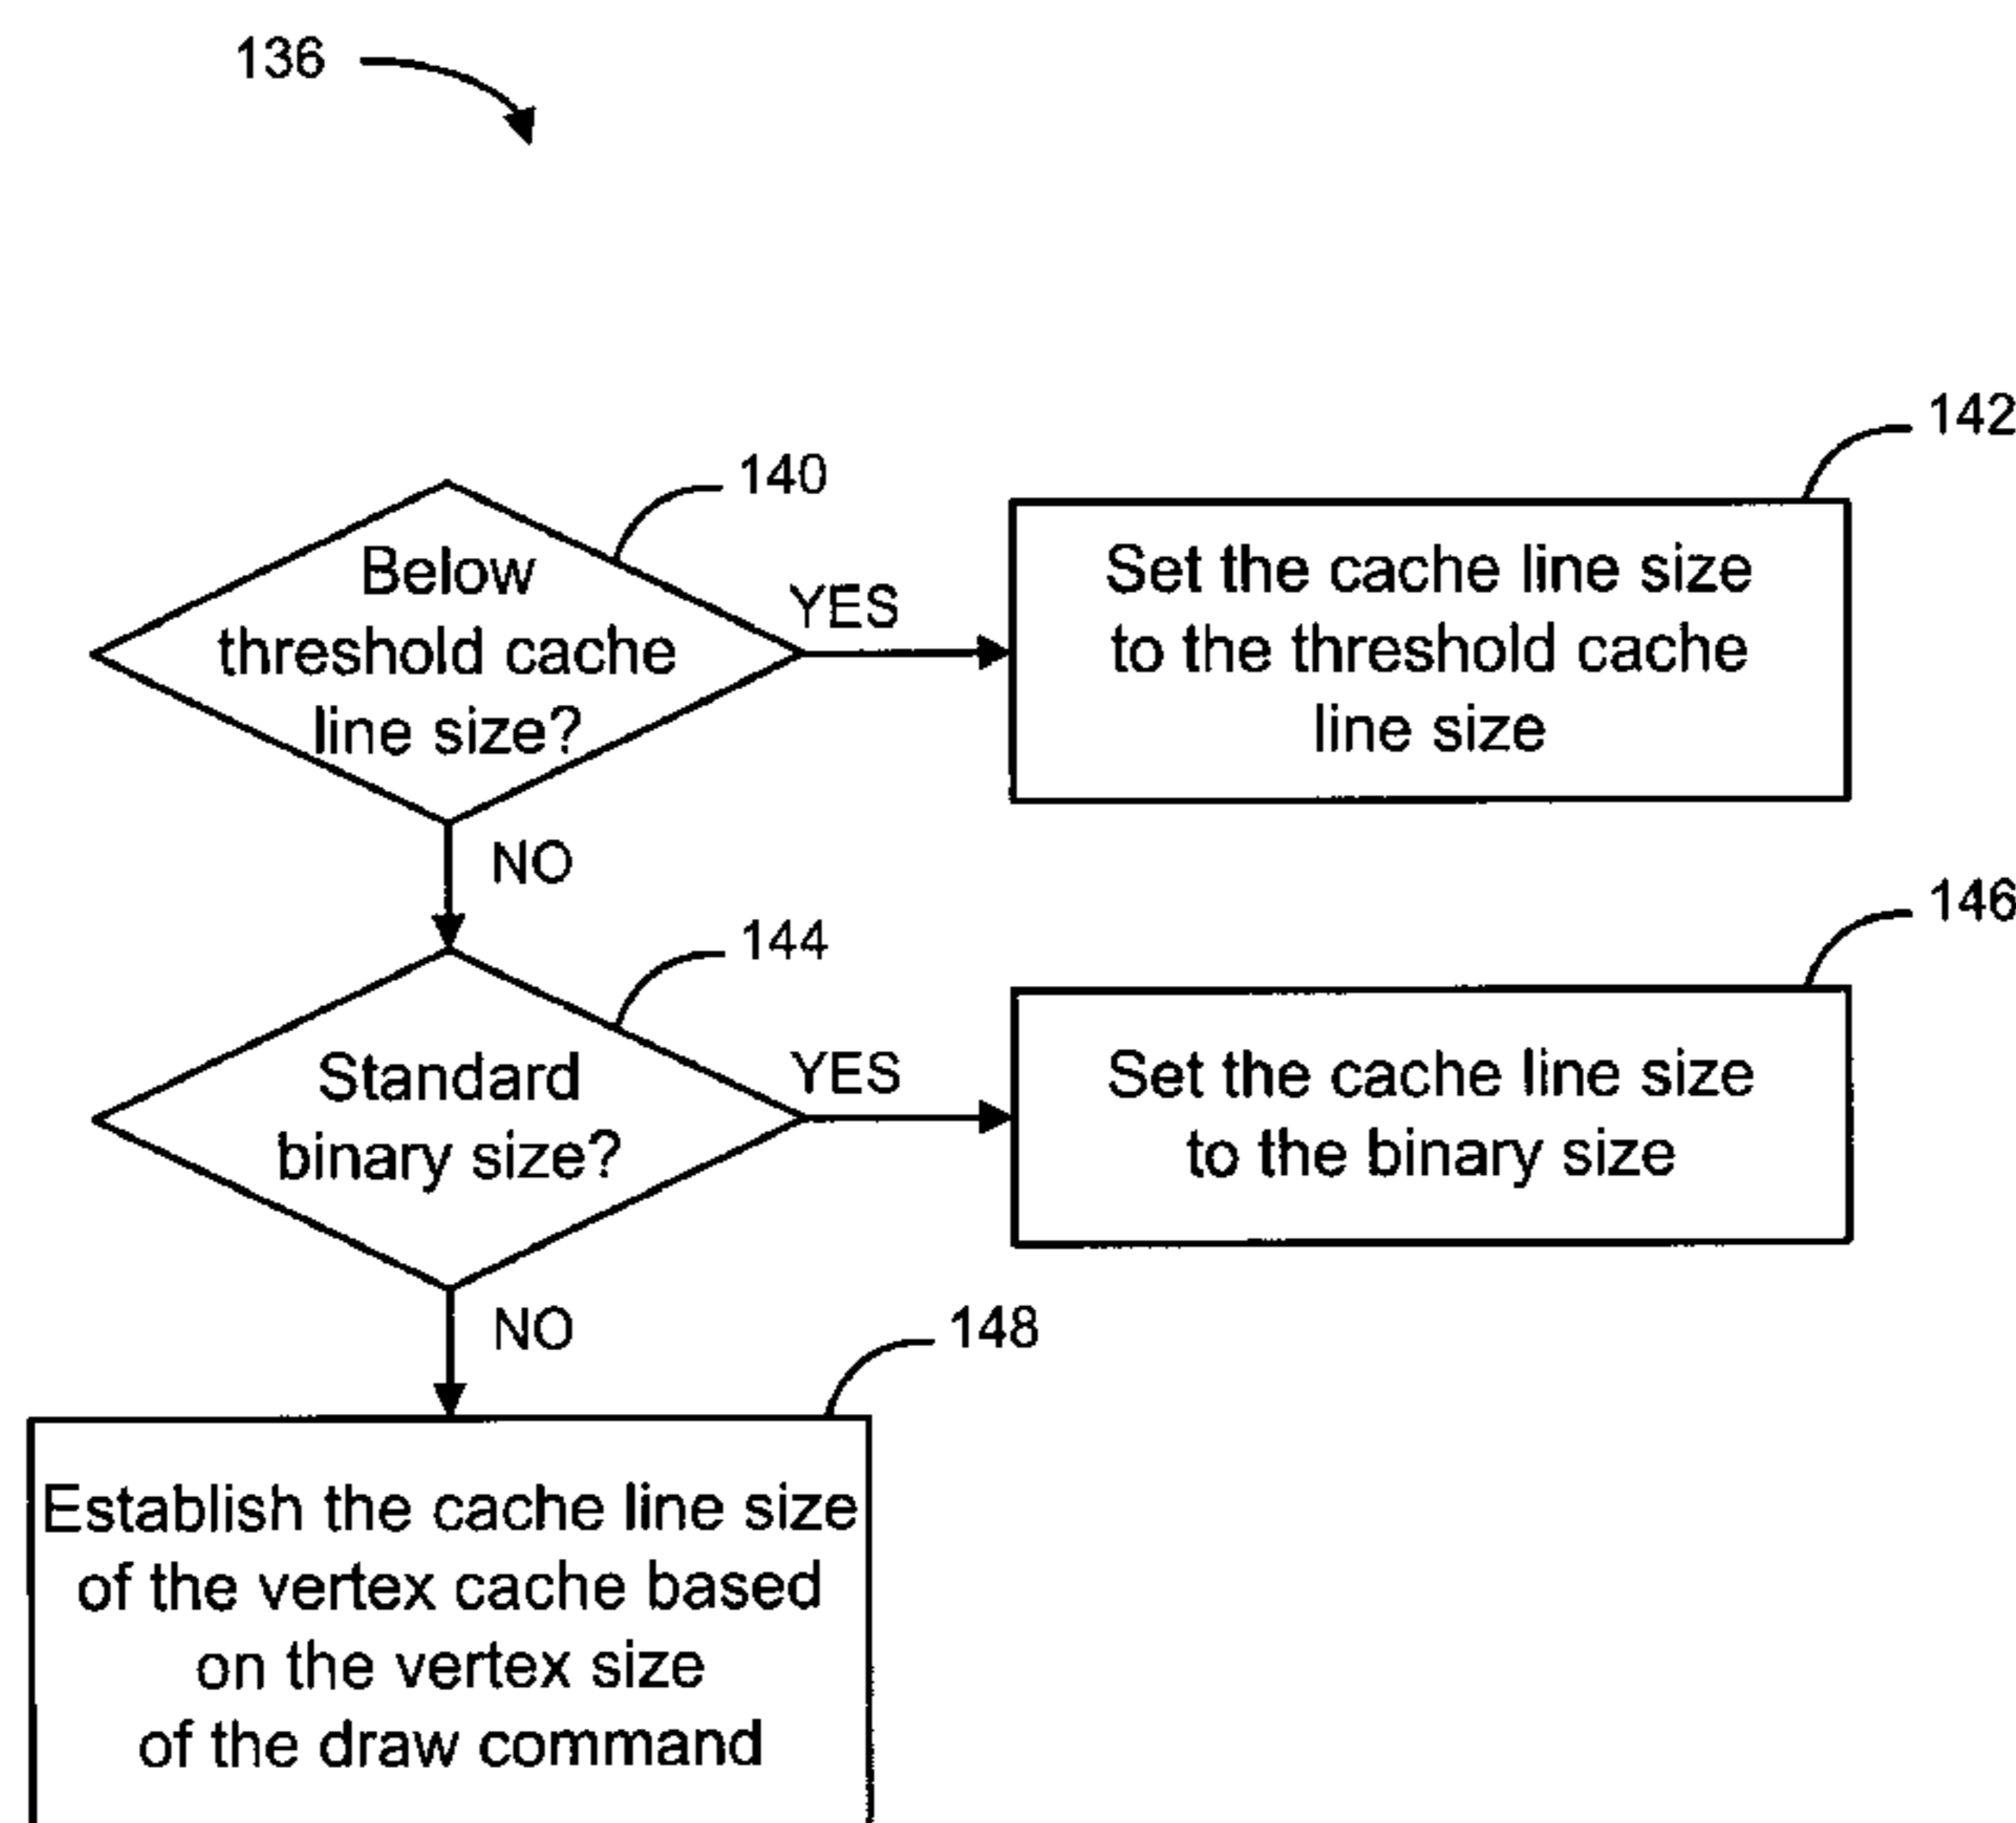 136
140
Below
threshold cache
line size?
YES
142
Set the cache line size
to the threshold cache
line size
NO
144
Standard
binary size?
YES
146
Set the cache line size
to the binary size
NO
148
Establish the cache line size
of the vertex cache based
on the vertex size
of the draw command